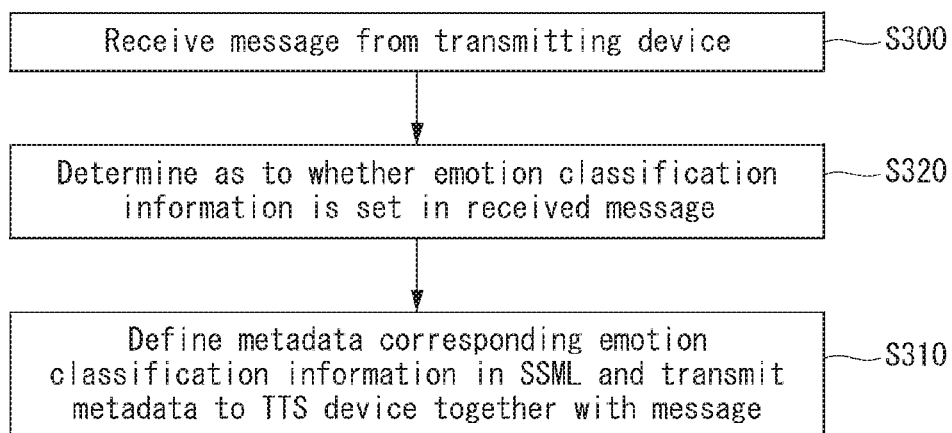 Receive message from transmitting device
S300
Determine as to whether emotion classification
information is set in received message
S320
Define metadata corresponding emotion
classification information in SSML and transmit
metadata to TTS device together with message
S310